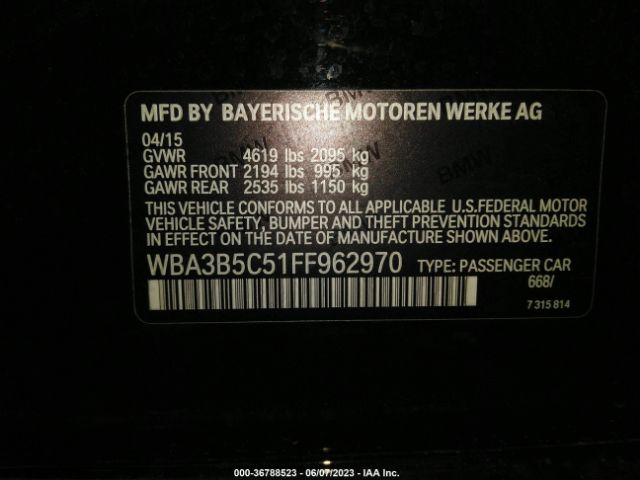 MFD BY BAYERISCHE MOTOREN WERKE AG
04/15
GVWR 4619 lbs 2095 kg
GAWR FRONT 2194 lbs 995 kg
GAWR REAR 2535 lbs 1150 kg
THIS VEHICLE CONFORMS TO ALL APPLICABLE U.S.FEDERAL MOTOR
VEHICLE SAFETY, BUMPER AND THEFT PREVENTION STANDARDS
IN EFFECT ON THE DATE OF MANUFACTURE SHOWN ABOVE.
WBA3B5C51FF962970 TYPE: PASSENGER CAR
668/
7 315 814
BMW
000-36788523 - 06/07/2023 - IAA Inc.